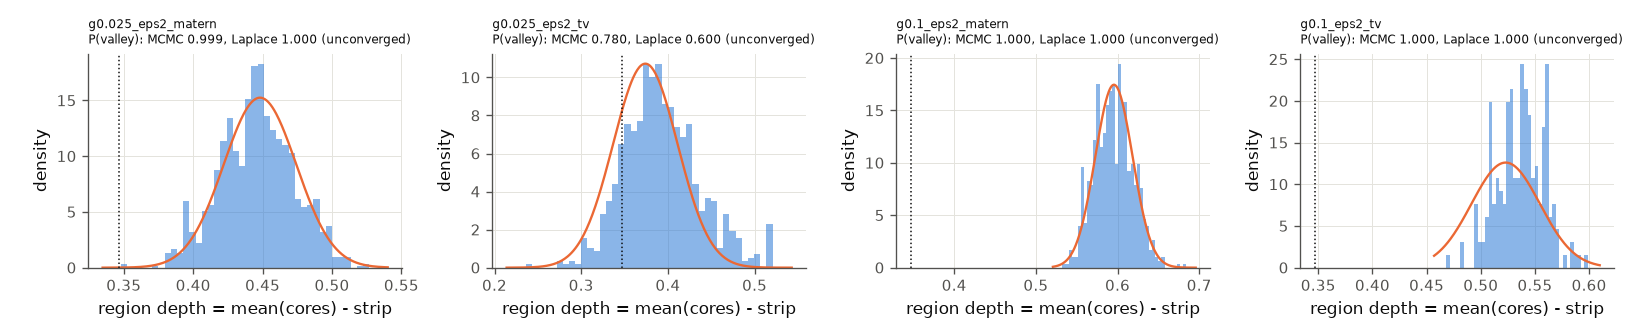 g0.025_eps2_matern
P(valley): MCMC 0.999, Laplace 1.000 (unconverged)
density
15
10
5
0
0.35 0.40 0.45 0.50 0.55
region depth = mean(cores) - strip
g0.025_eps2_tv
P(valley): MCMC 0.780, Laplace 0.600 (unconverged)
density
10
8
6
4
2
0
0.2 0.3 0.4 0.5
region depth = mean(cores) - strip
g0.1_eps2_matern
P(valley): MCMC 1.000, Laplace 1.000 (unconverged)
density
20
15
10
5
0
0.4 0.5 0.6 0.7
region depth = mean(cores) - strip
g0.1_eps2_tv
P(valley): MCMC 1.000, Laplace 1.000 (unconverged)
density
25
20
15
10
5
0
0.35 0.40 0.45 0.50 0.55 0.60
region depth = mean(cores) - strip